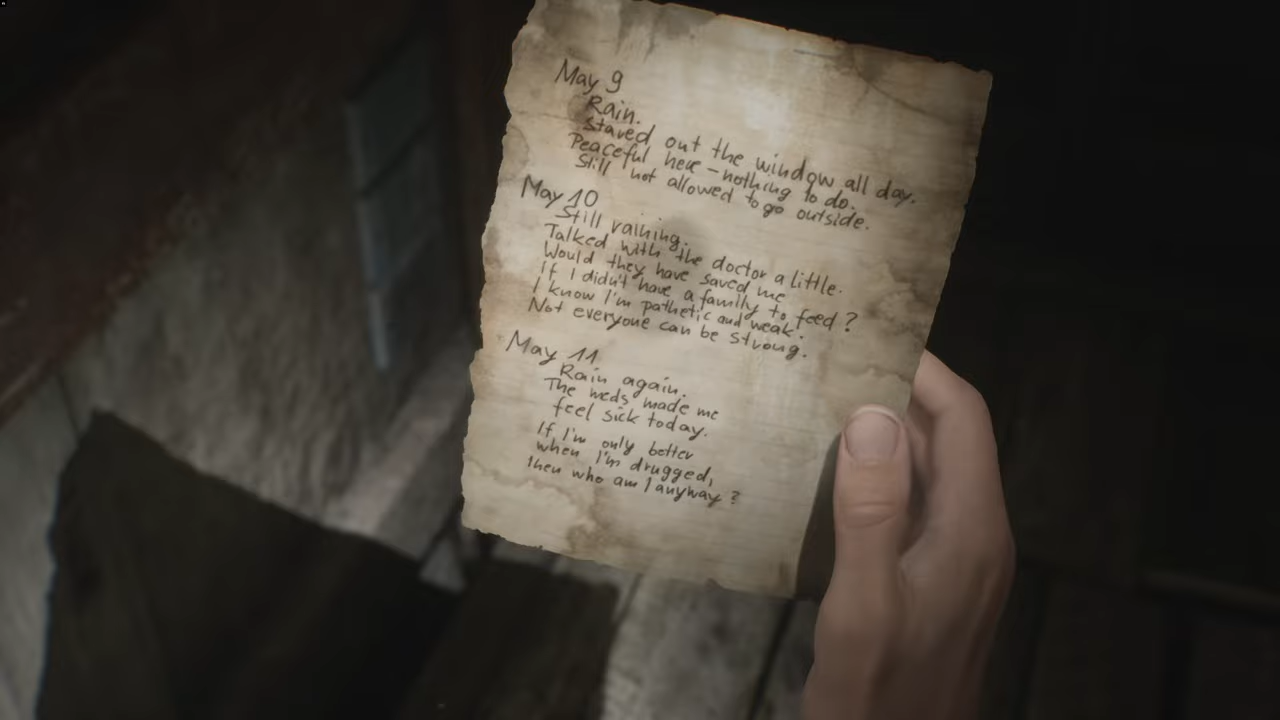 May 9
Rain.
Stared out the window all day.
Peaceful here – nothing to do.
Still not allowed to go outside.
May 10
Still raining.
Talked with the doctor a little.
Would they have saved me
If I didn't have a family to feed?
I know I'm pathetic and weak.
Not everyone can be strong.
May 11
Rain again.
The meds made me
feel sick today.
If I'm only better
when I'm drugged,
then who am I anyway?